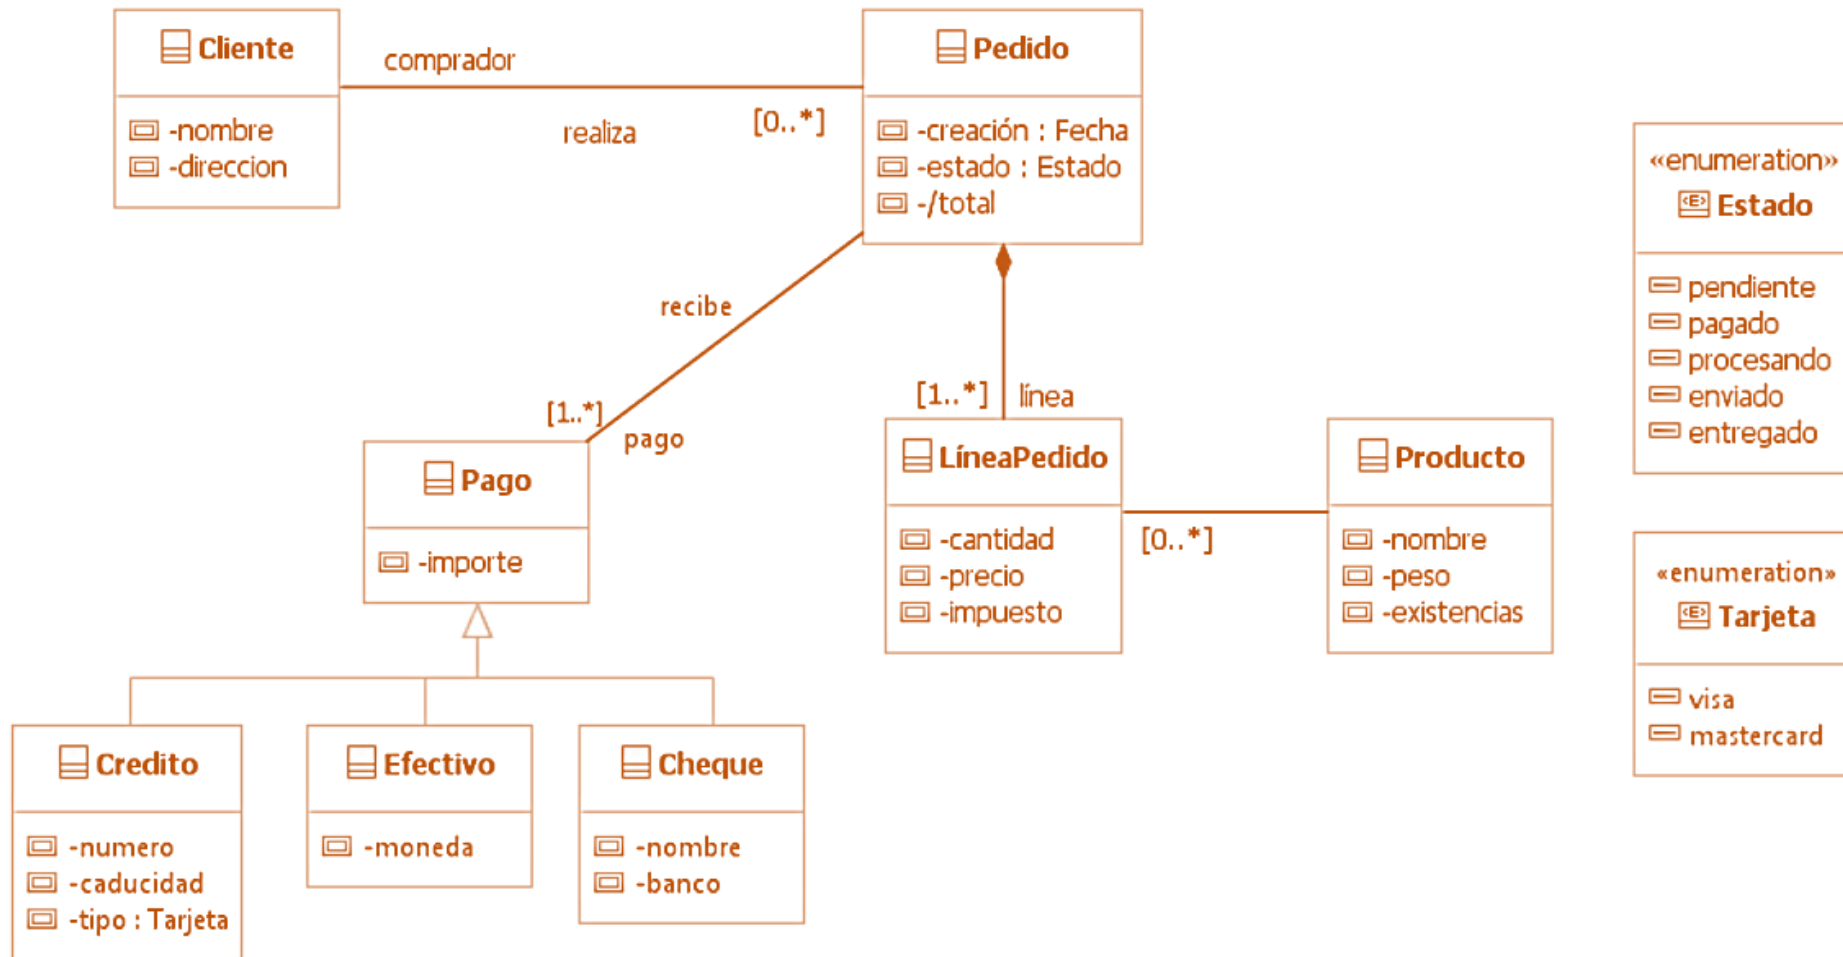 Cliente
-nombre
-direccion
comprador
realiza
[0..*]
Pedido
-creación : Fecha
-estado : Estado
-/total
recibe
[1..*]
pago
[1..*]
línea
Pago
-importe
LíneaPedido
-cantidad
-precio
-impuesto
[0..*]
Producto
-nombre
-peso
-existencias
Credito
-numero
-caducidad
-tipo : Tarjeta
Efectivo
-moneda
Cheque
-nombre
-banco
«enumeration»
<E> Estado
pendiente
pagado
procesando
enviado
entregado
«enumeration»
<E> Tarjeta
visa
mastercard